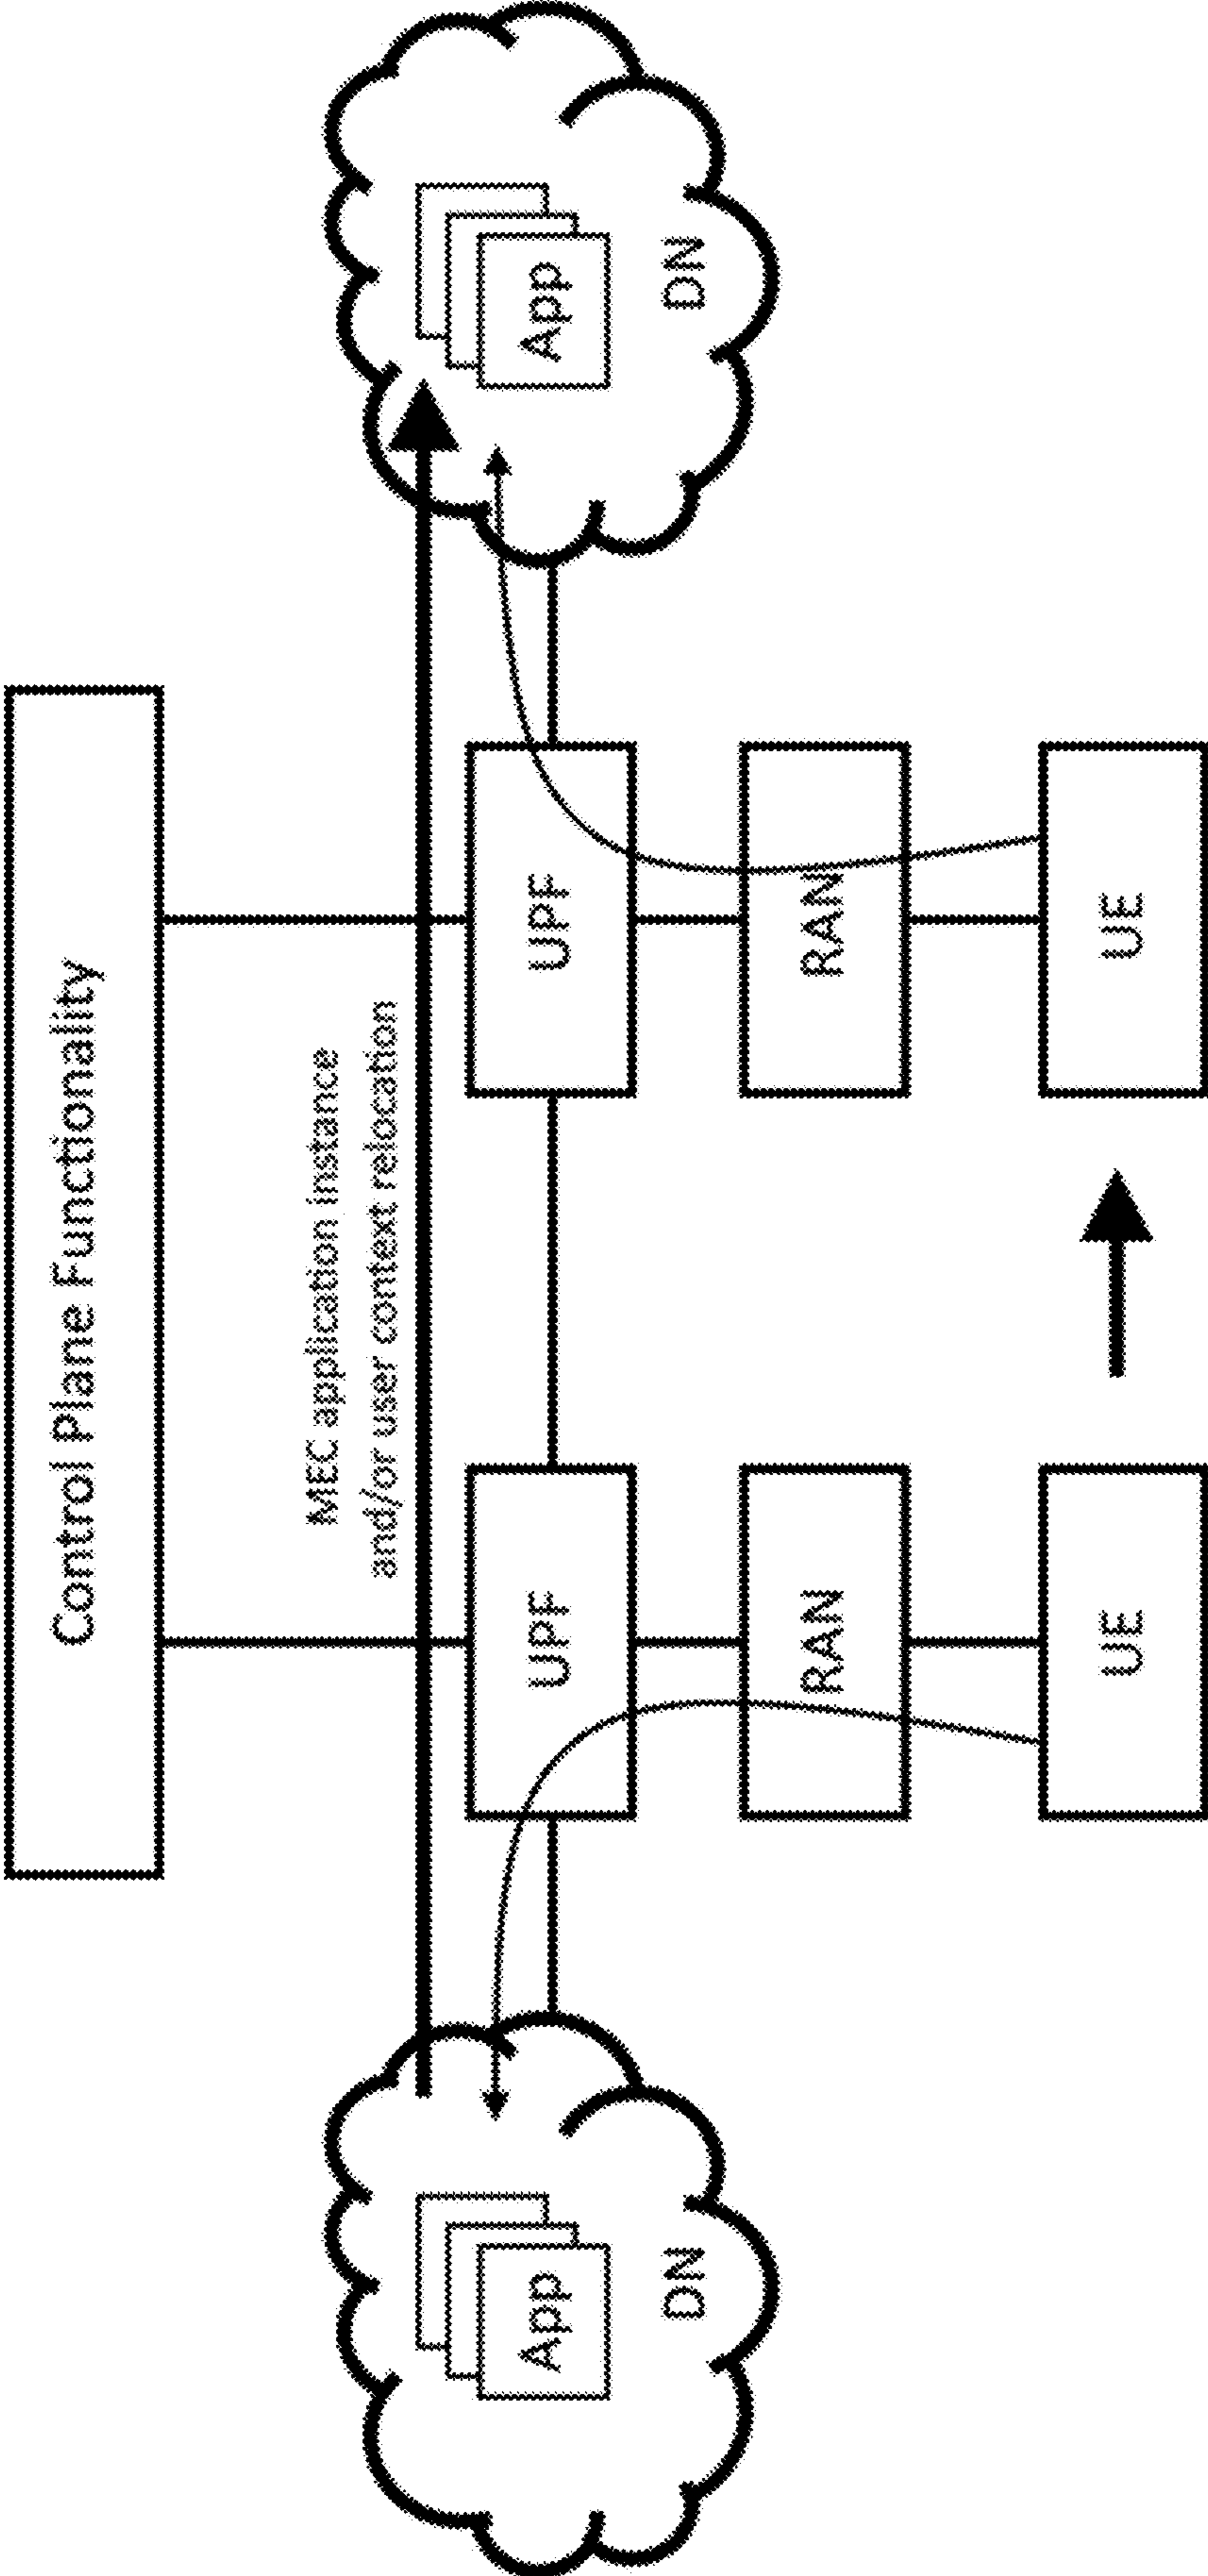 Control Plane Functionality
MEC application instance
and/or user context relocation
App
DN
UPF
UPF
App
DN
RAN
RAN
UE
UE